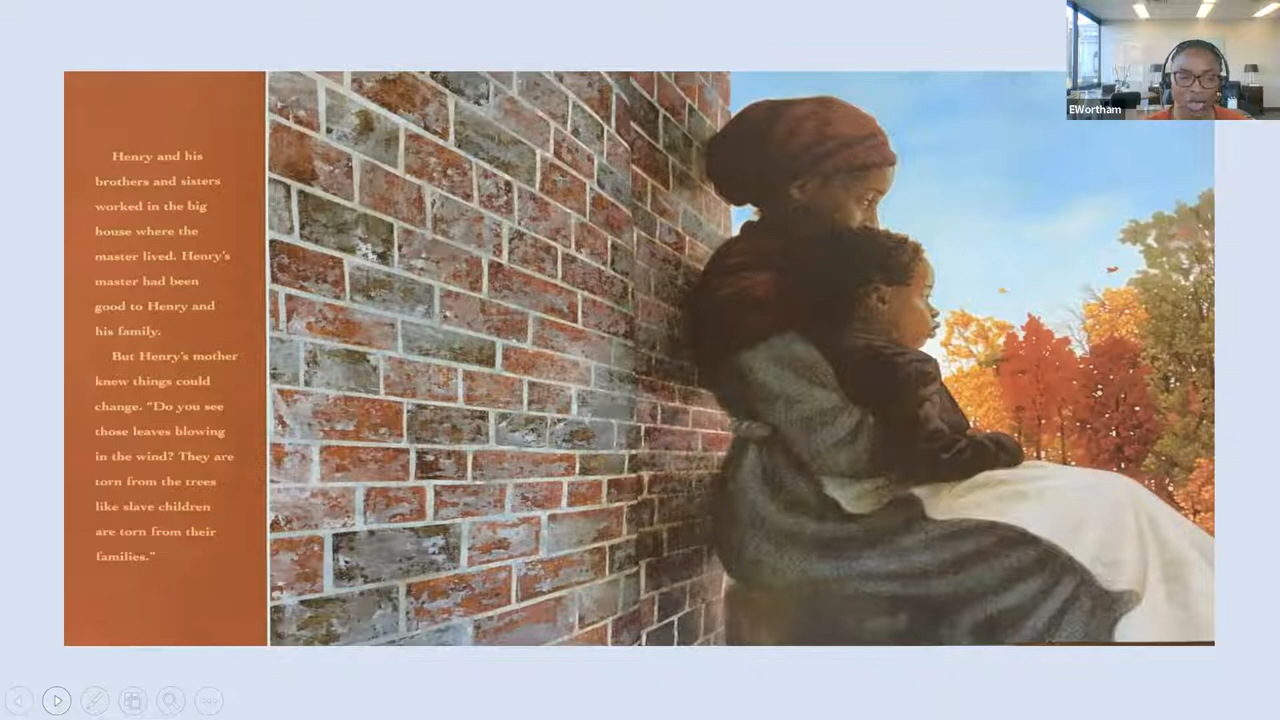 Henry and his
brothers and sisters
worked in the big
house where the
master lived. Henry's
master had been
good to Henry and
his family.
But Henry's mother
knew things could
change. "Do you see
those leaves blowing
in the wind? They are
torn from the trees
like slave children
are torn from their
families."
EWortham